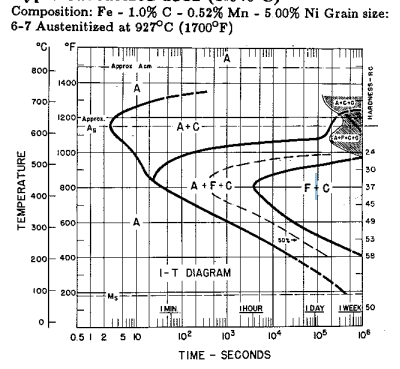 Composition: Fe - 1.0% C - 0.52% Mn - 5.00% Ni Grain size:
6-7 Austenitized at 927°C (1700°F)
°C °F
A
Approx. Acm
800
1400
A
A+C+G
700
1200
Approx.
As
A+C
A+F+C+G
600
1000
24
500
30
400
800
A+F+C
F+C
37
45
300
600
A
49
50%
53
200
400
58
I-T DIAGRAM
100
200
Ms
1 MIN
1 HOUR
1 DAY
1 WEEK
50
0
0.5 1 2 5 10 10² 10³ 10⁴ 10⁵ 10⁶
TIME - SECONDS
TEMPERATURE
HARDNESS-RC